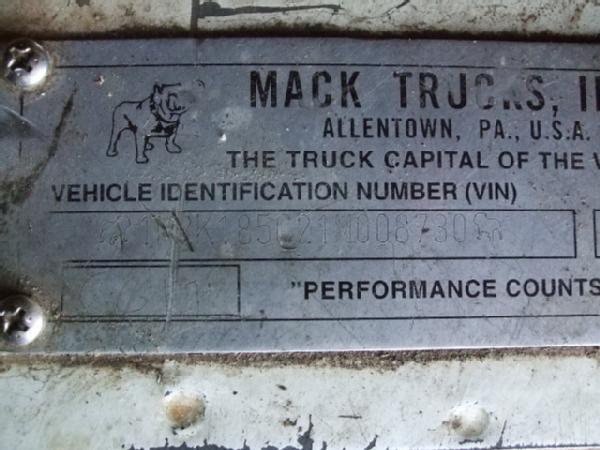 MACK TRUCKS, I
ALLENTOWN, PA., U.S.A.
THE TRUCK CAPITAL OF THE
VEHICLE IDENTIFICATION NUMBER (VIN)
"PERFORMANCE COUNTS